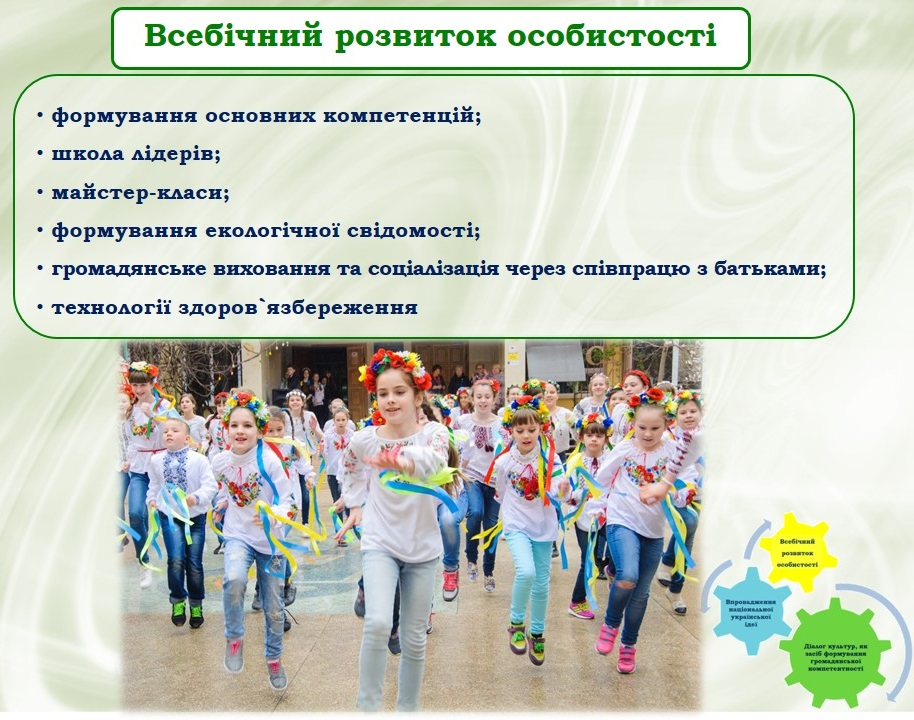 Всебічний розвиток особистості
• формування основних компетенцій;
• школа лідерів;
• майстер-класи;
• формування екологічної свідомості;
• громадянське виховання та соціалізація через співпрацю з батьками;
• технології здоров`язбереження
Всебічний
розвиток
особистості
Впровадження
національної
української
ідеї
Діалог культур, як
засіб формування
громадянської
компетентності